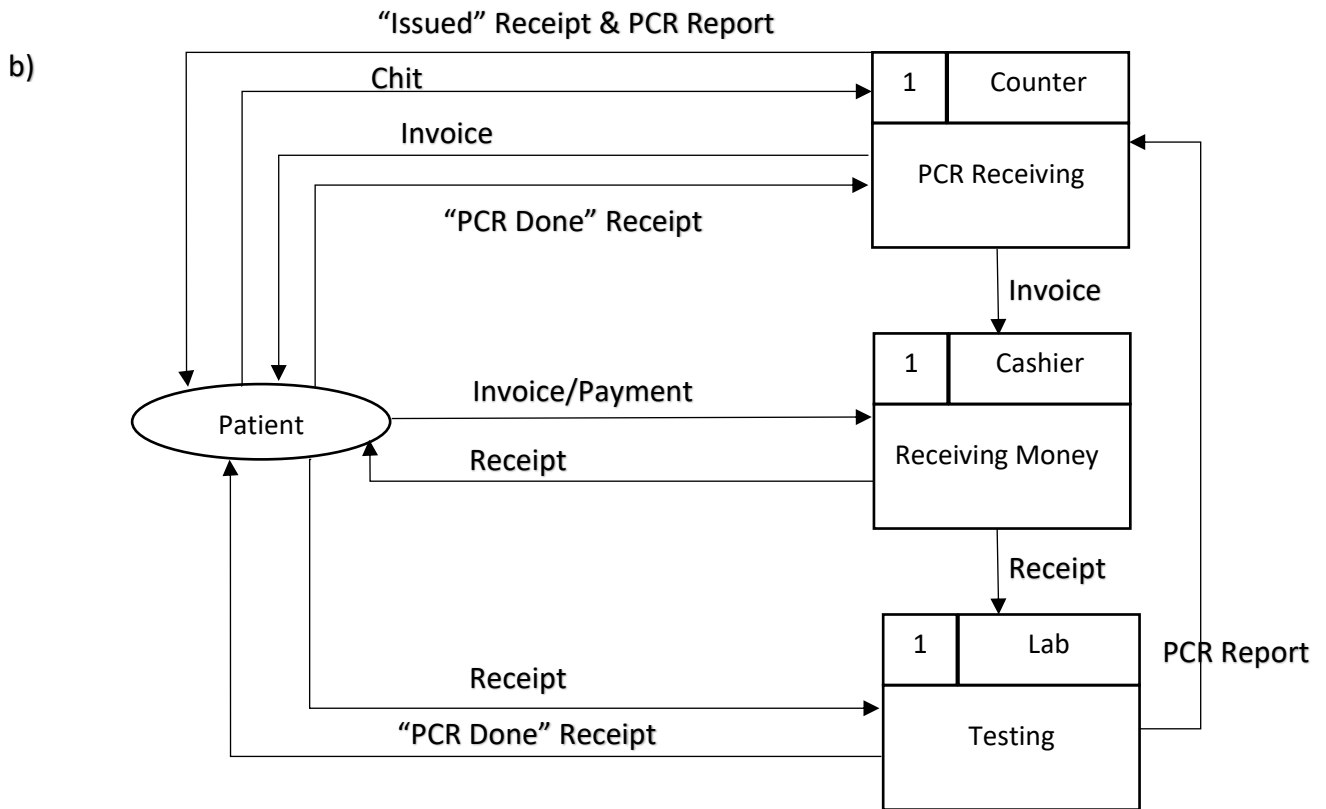 “Issued” Receipt & PCR Report
b)
Chit
1 Counter
Invoice
PCR Receiving
“PCR Done” Receipt
Invoice
1 Cashier
Invoice/Payment
Patient
Receipt
Receiving Money
Receipt
1 Lab
PCR Report
Receipt
“PCR Done” Receipt
Testing